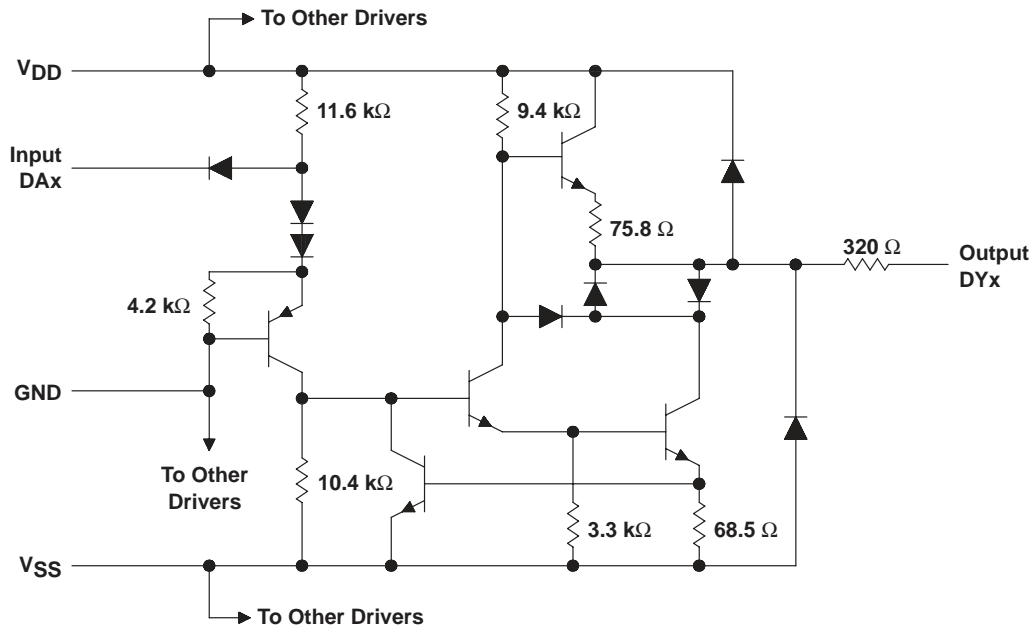 To Other Drivers
VDD
11.6 kΩ
9.4 kΩ
Input
DAx
75.8 Ω
320 Ω
Output
DYx
4.2 kΩ
GND
To Other
Drivers
10.4 kΩ
3.3 kΩ
68.5 Ω
VSS
To Other Drivers